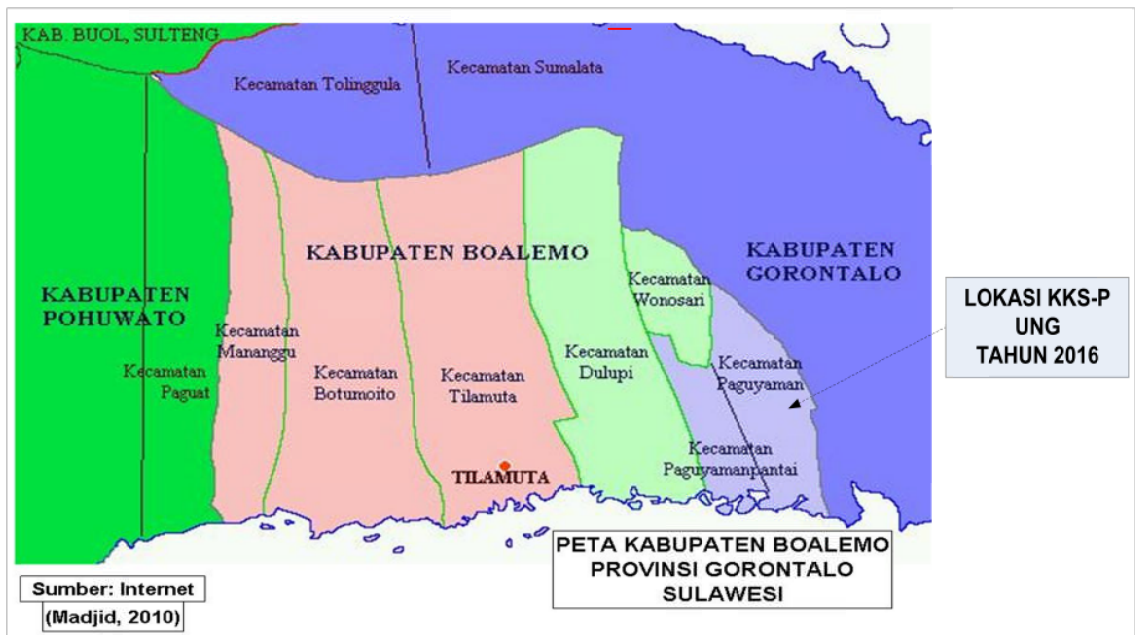 KAB. BUOL, SULTENG
Kecamatan Tolinggula
Kecamatan Sumalata
KABUPATEN BOALEMO
KABUPATEN
GORONTALO
KABUPATEN
POHUWATO
Kecamatan
Wonosari
Kecamatan
Mananggu
Kecamatan
Paguat
Kecamatan
Botumoito
Kecamatan
Tilamuta
Kecamatan
Dulupi
Kecamatan
Paguyaman
Kecamatan
Paguyamanpantai
TILAMUTA
LOKASI KKS-P
UNG
TAHUN 2016
PETA KABUPATEN BOALEMO
PROVINSI GORONTALO
SULAWESI
Sumber: Internet
(Madjid, 2010)